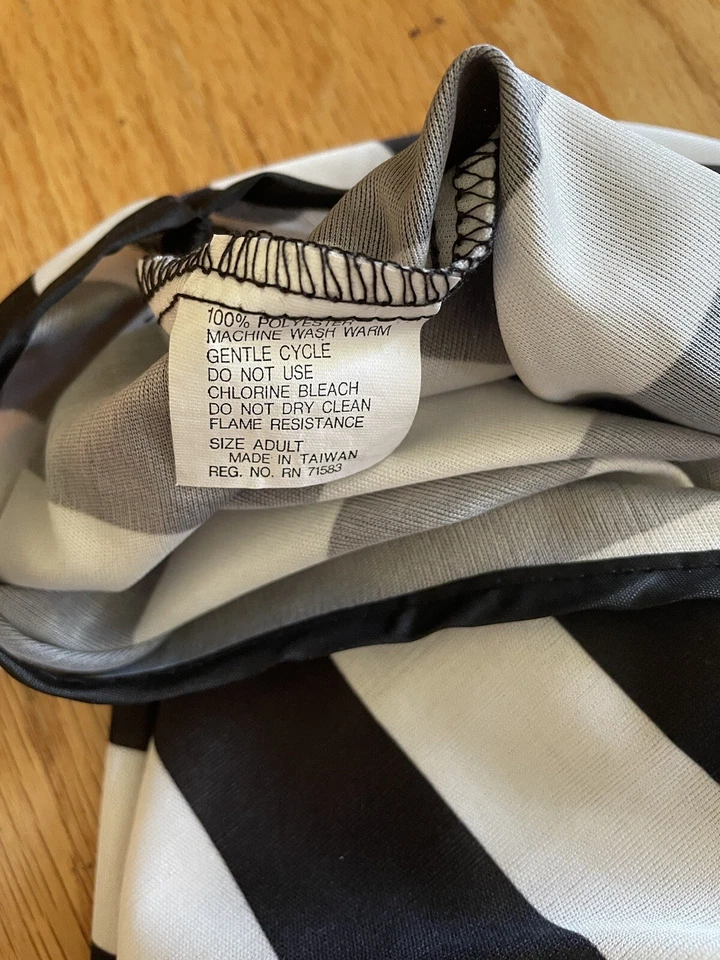 100% POLYESTER
MACHINE WASH WARM
GENTLE CYCLE
DO NOT USE
CHLORINE BLEACH
DO NOT DRY CLEAN
FLAME RESISTANCE
SIZE ADULT
MADE IN TAIWAN
REG. NO. RN 71583